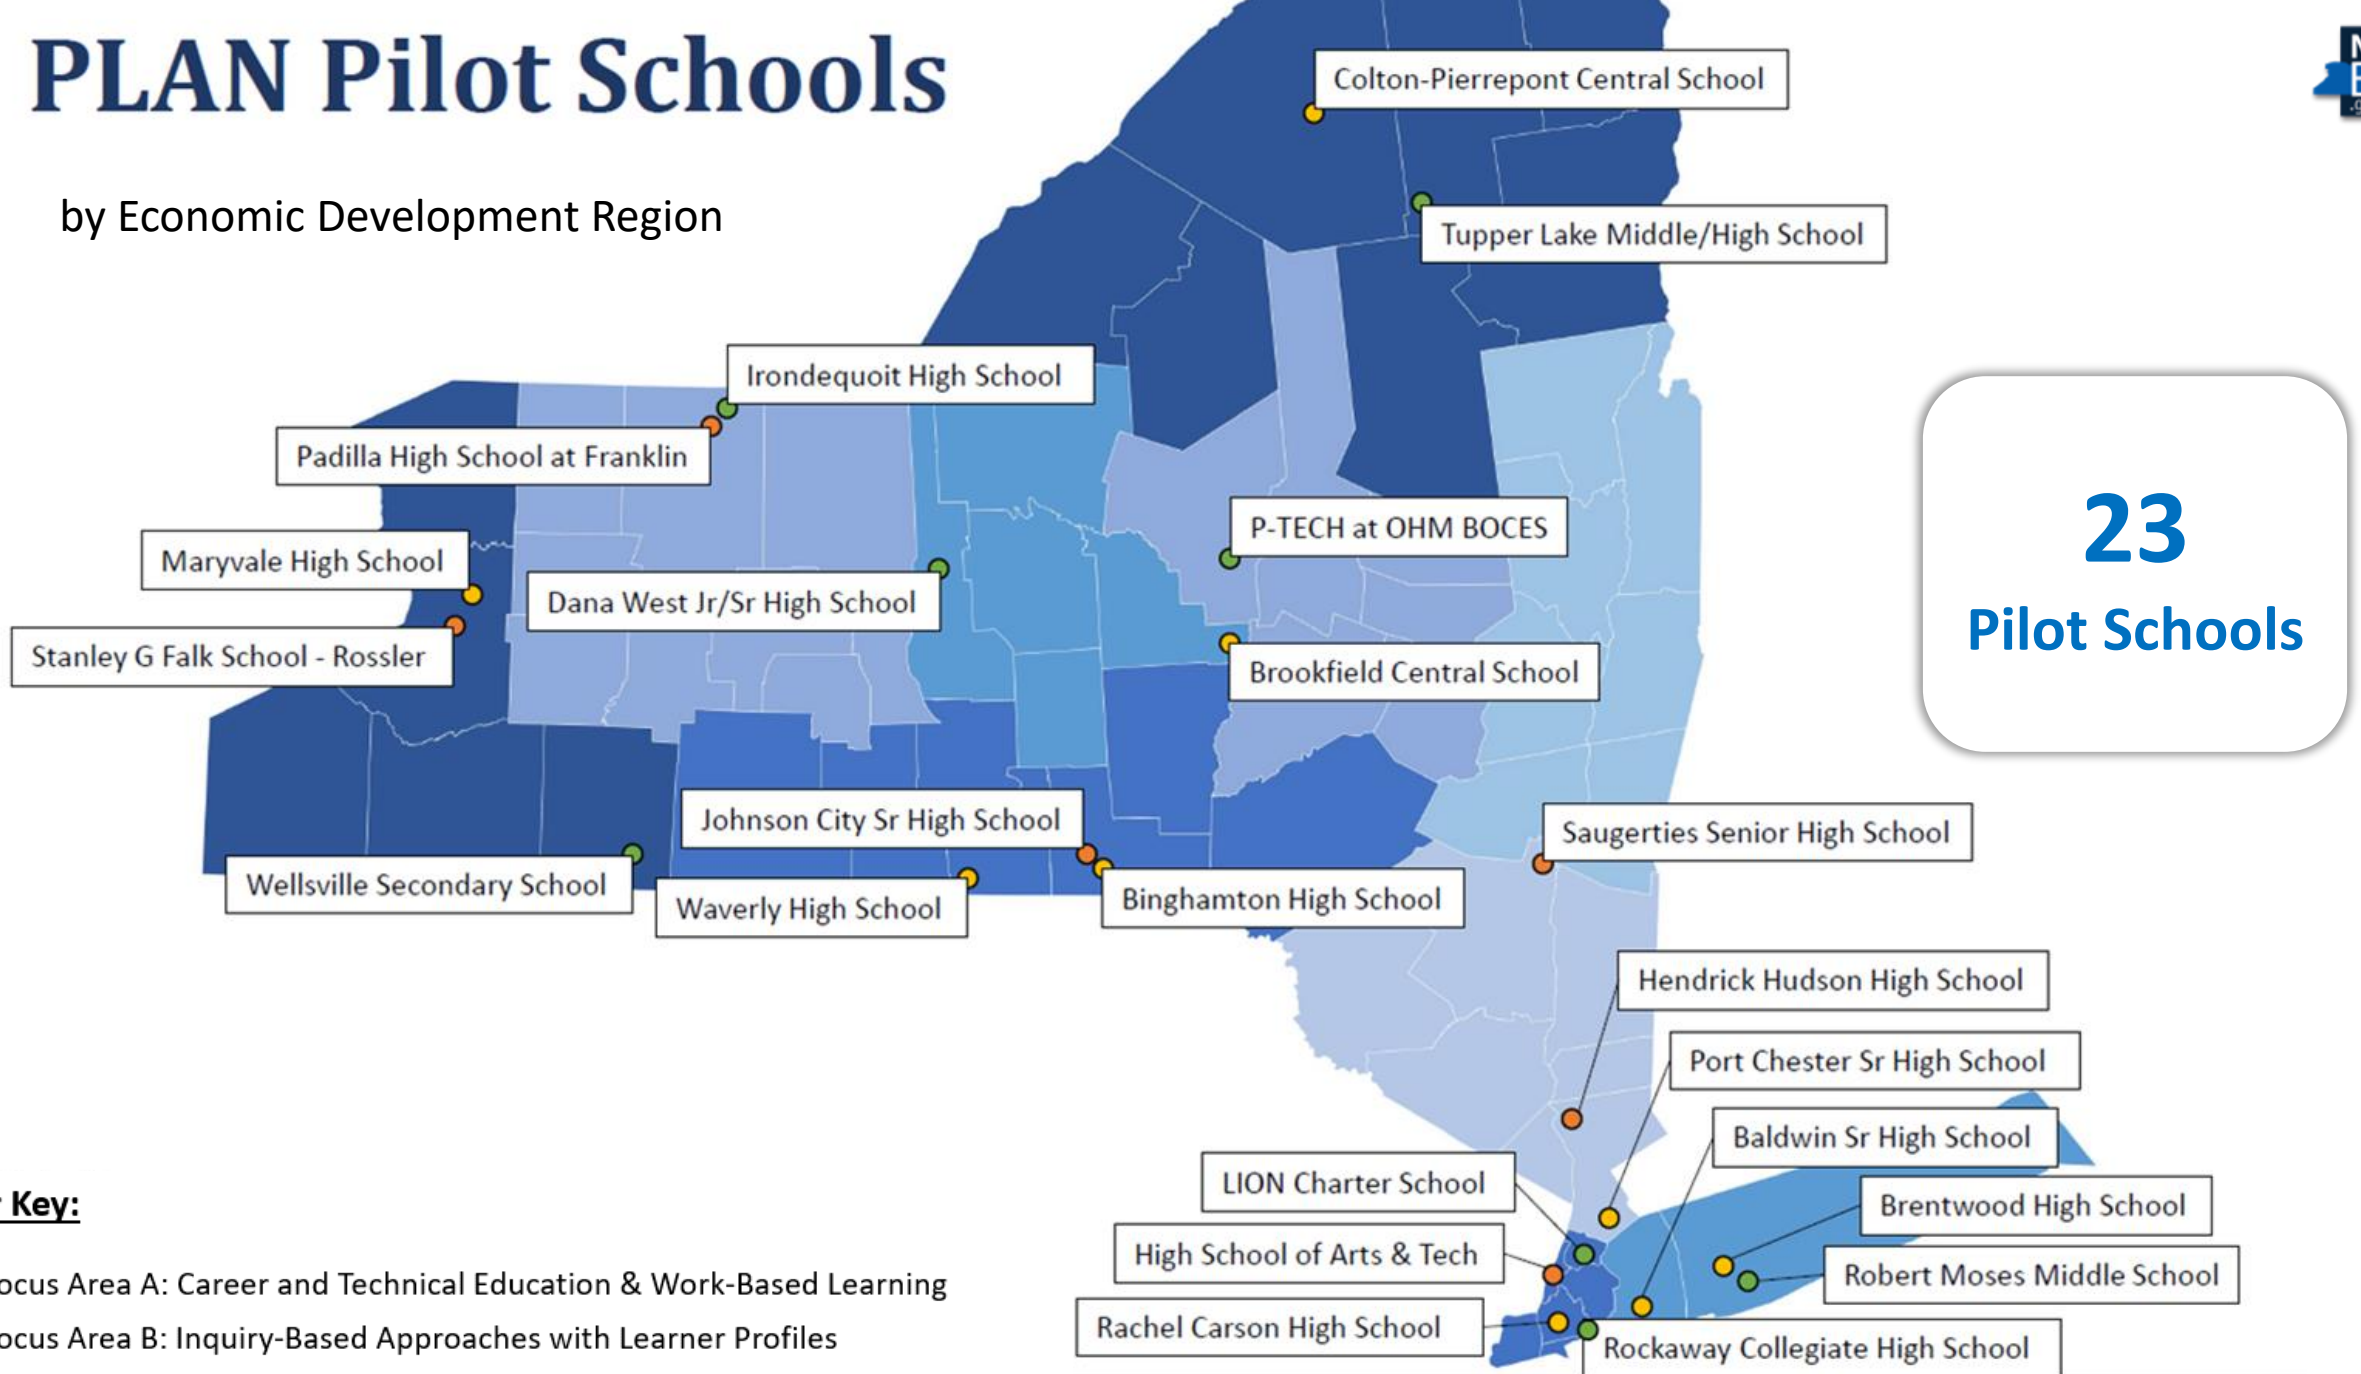 PLAN Pilot Schools
by Economic Development Region
Colton-Pierrepont Central School
Tupper Lake Middle/High School
Irondequoit High School
Padilla High School at Franklin
P-TECH at OHM BOCES
Maryvale High School
Dana West Jr/Sr High School
Stanley G Falk School - Rossler
Brookfield Central School
23
Pilot Schools
Johnson City Sr High School
Saugerties Senior High School
Wellsville Secondary School
Waverly High School
Binghamton High School
Hendrick Hudson High School
Port Chester Sr High School
Baldwin Sr High School
LION Charter School
Brentwood High School
High School of Arts & Tech
Robert Moses Middle School
Rachel Carson High School
Rockaway Collegiate High School
Key:
ocus Area A: Career and Technical Education & Work-Based Learning
ocus Area B: Inquiry-Based Approaches with Learner Profiles